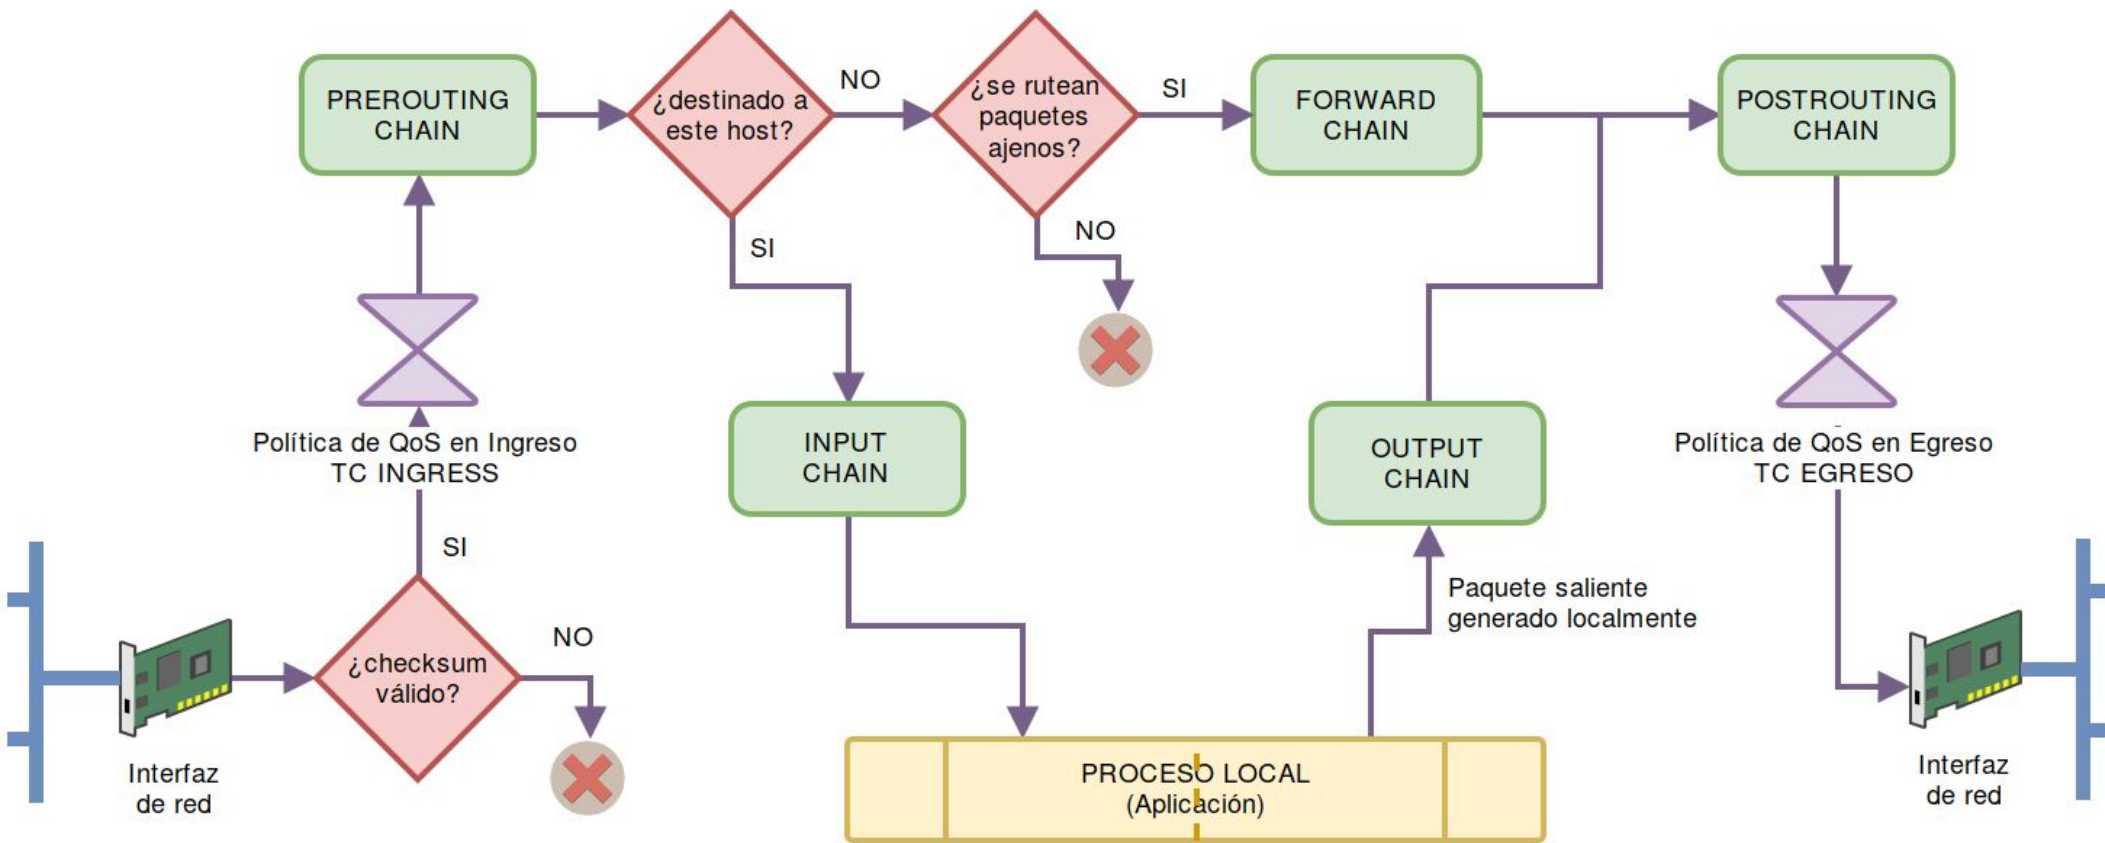 PREROUTING
CHAIN
¿destinado a
este host?
NO
¿se rutean
paquetes
ajenos?
SI
FORWARD
CHAIN
POSTROUTING
CHAIN
SI
NO
Política de QoS en Ingreso
TC INGRESS
INPUT
CHAIN
OUTPUT
CHAIN
Política de QoS en Egreso
TC EGRESO
SI
¿checksum
válido?
NO
Paquete saliente
generado localmente
Interfaz
de red
PROCESO LOCAL
(Aplicación)
Interfaz
de red